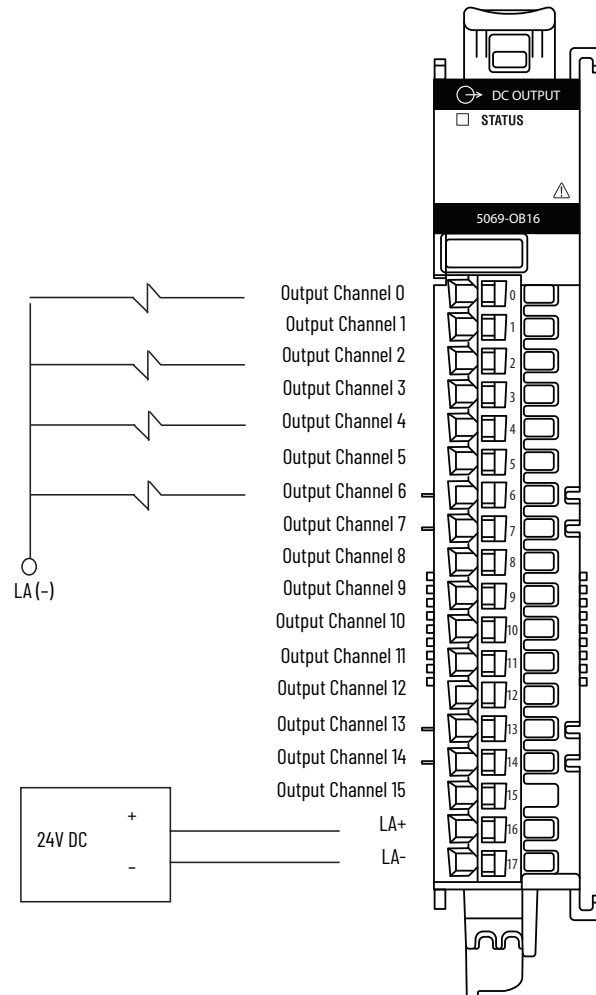 DC OUTPUT
STATUS
5069-OB16
Output Channel 0
0
Output Channel 1
1
Output Channel 2
2
Output Channel 3
3
Output Channel 4
4
Output Channel 5
5
Output Channel 6
6
Output Channel 7
7
Output Channel 8
8
LA (-)
Output Channel 9
9
Output Channel 10
10
Output Channel 11
11
Output Channel 12
12
Output Channel 13
13
Output Channel 14
14
Output Channel 15
15
+
24V DC
-
LA+
16
LA-
17